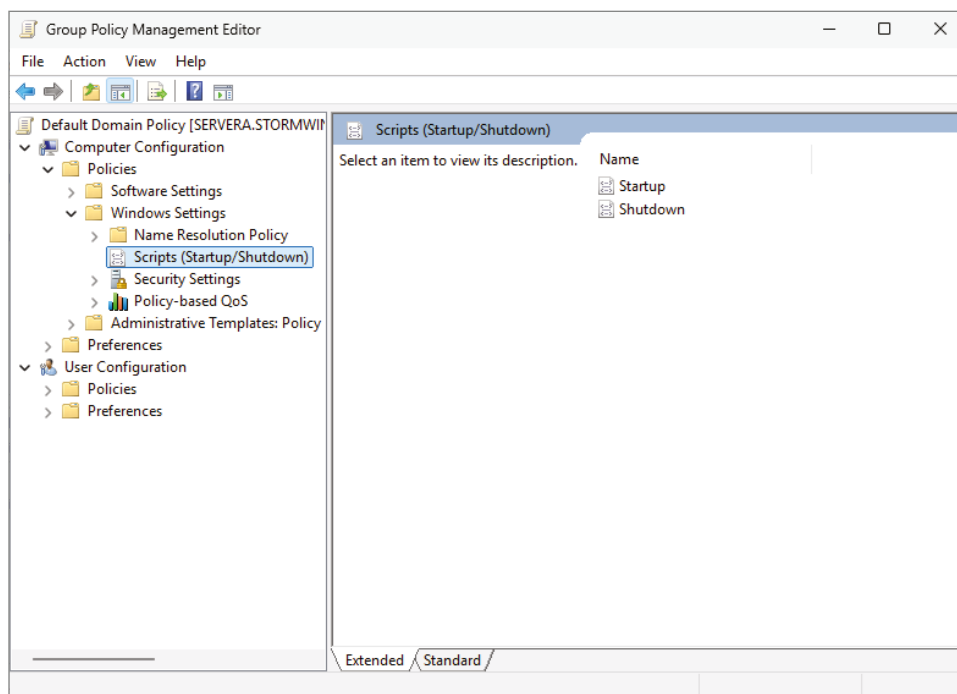 Group Policy Management Editor
File Action View Help
Default Domain Policy [SERVERA.STORMWIN
Computer Configuration
Policies
Software Settings
Windows Settings
Name Resolution Policy
Scripts (Startup/Shutdown)
Security Settings
Policy-based QoS
Administrative Templates: Policy
Preferences
User Configuration
Policies
Preferences
Scripts (Startup/Shutdown)
Select an item to view its description.
Name
Startup
Shutdown
Extended Standard